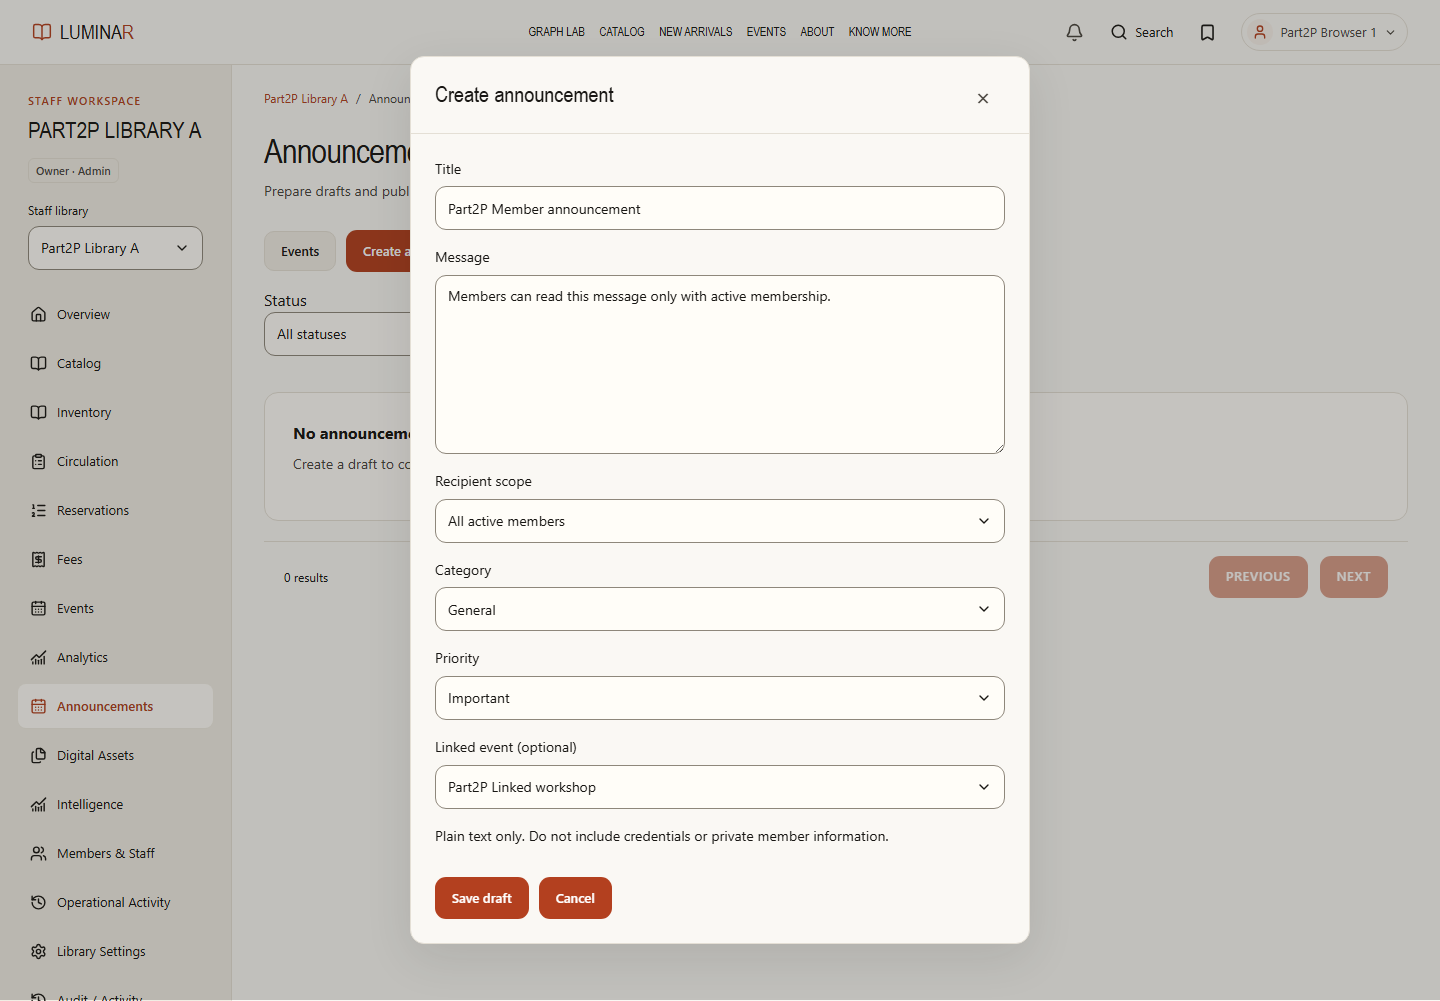 LUMINAR
GRAPH LAB
CATALOG
NEW ARRIVALS
EVENTS
ABOUT
KNOW MORE
Search
Part2P Browser 1
STAFF WORKSPACE
PART2P LIBRARY A
Owner · Admin
Staff library
Part2P Library A
Overview
Catalog
Inventory
Circulation
Reservations
Fees
Events
Analytics
Announcements
Digital Assets
Intelligence
Members & Staff
Operational Activity
Library Settings
Audit / Activity
Part2P Library A / Announ
Announceme
Prepare drafts and publ
Events
Create a
Status
All statuses
No announceme
Create a draft to co
0 results
PREVIOUS
NEXT
Create announcement
Title
Part2P Member announcement
Message
Members can read this message only with active membership.
Recipient scope
All active members
Category
General
Priority
Important
Linked event (optional)
Part2P Linked workshop
Plain text only. Do not include credentials or private member information.
Save draft
Cancel